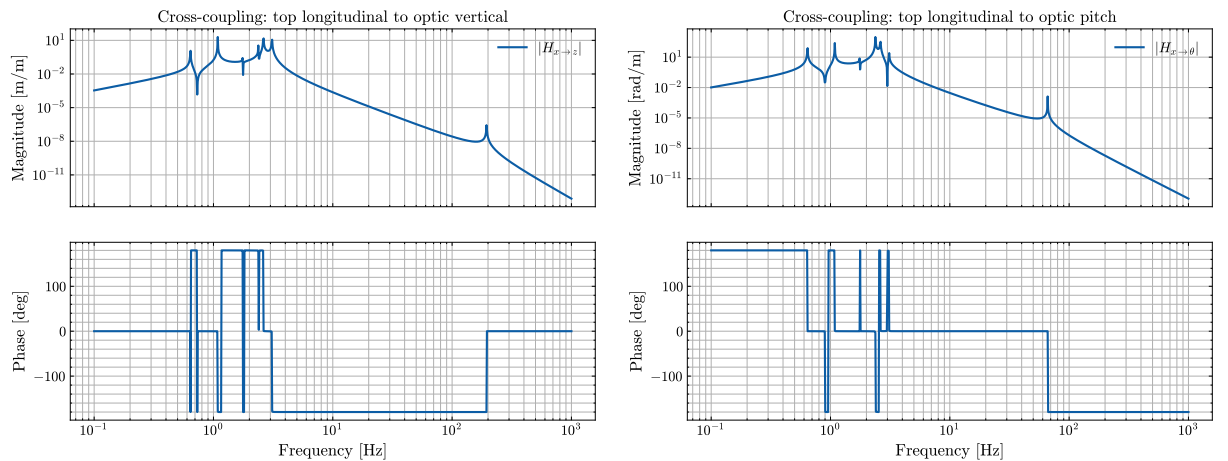 Cross-coupling: top longitudinal to optic vertical
Magnitude [m/m]
10^1
10^-2
10^-5
10^-8
10^-11
|H_{x→z}|
Phase [deg]
100
0
−100
10^-1
10^0
10^1
10^2
10^3
Frequency [Hz]
Cross-coupling: top longitudinal to optic pitch
Magnitude [rad/m]
10^1
10^-2
10^-5
10^-8
10^-11
|H_{x→θ}|
Phase [deg]
100
0
−100
10^-1
10^0
10^1
10^2
10^3
Frequency [Hz]